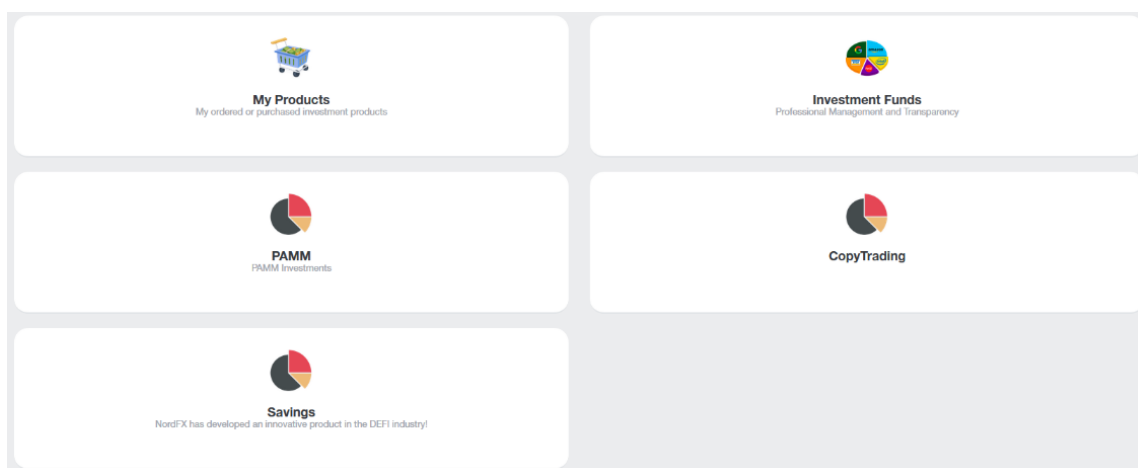 My Products
My ordered or purchased investment products
Investment Funds
Professional Management and Transparency
PAMM
PAMM Investments
CopyTrading
Savings
NordFX has developed an innovative product in the DEFI industry!